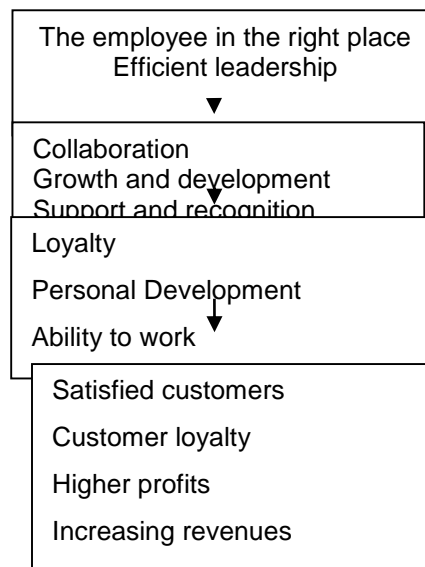 The employee in the right place
Efficient leadership
Collaboration
Growth and development
Support and recognition
Loyalty
Personal Development
Ability to work
Satisfied customers
Customer loyalty
Higher profits
Increasing revenues